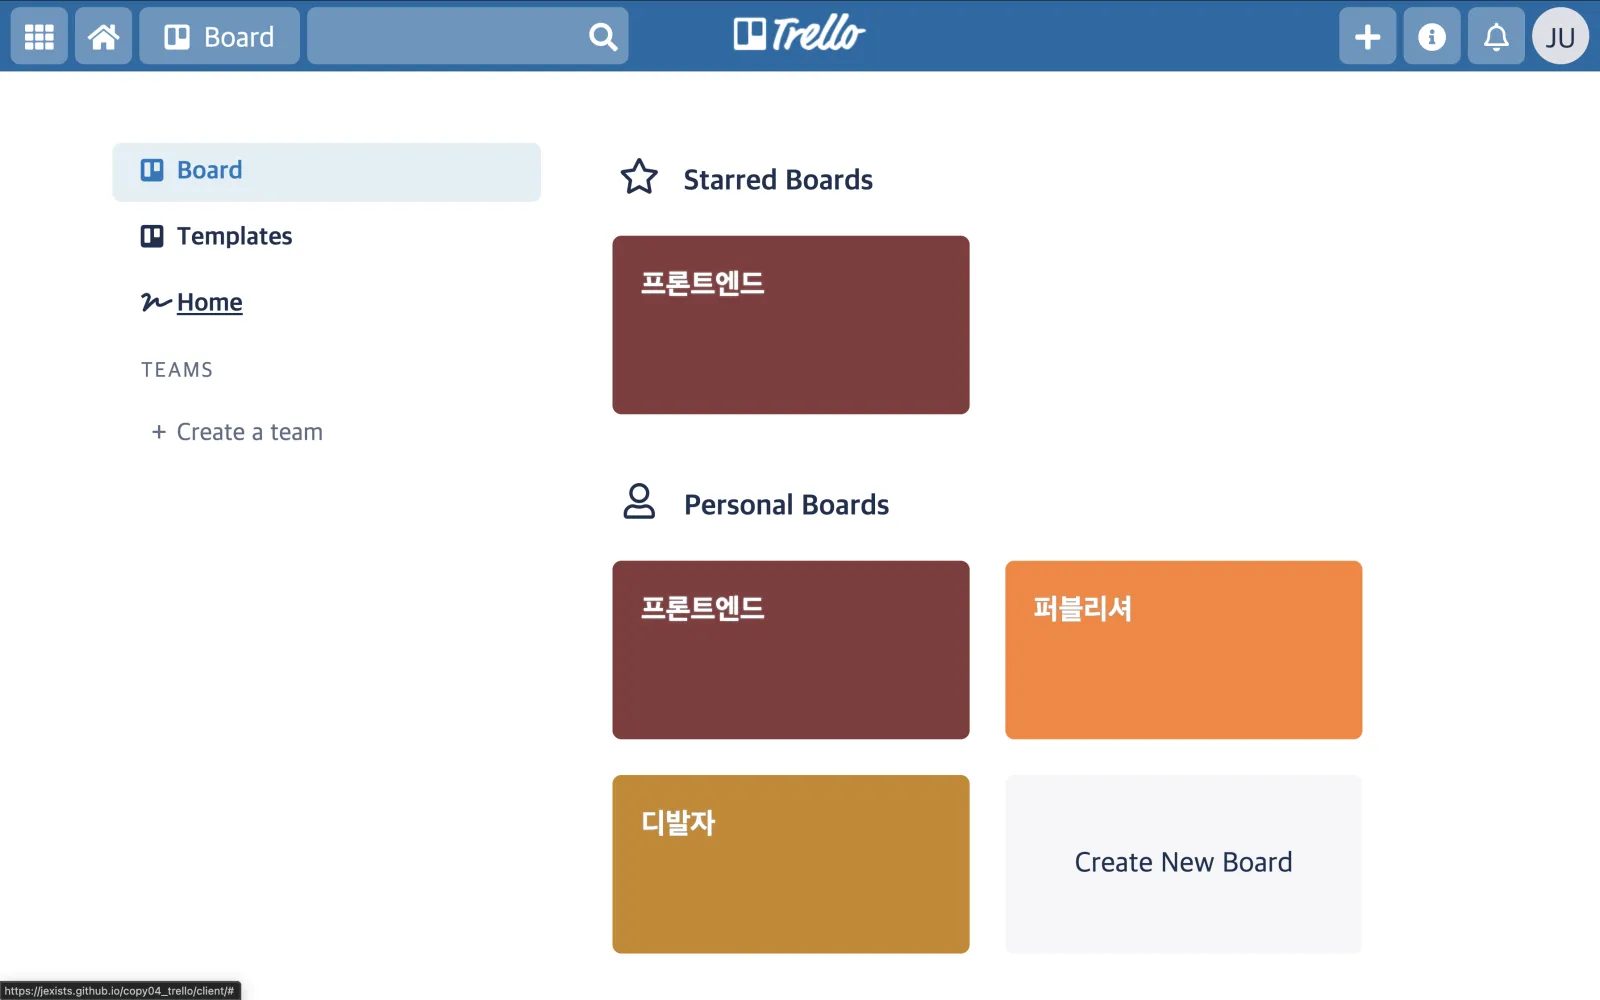 Board
Trello
JU
Board
Templates
Home
TEAMS
+ Create a team
Starred Boards
프론트엔드
Personal Boards
프론트엔드
퍼블리셔
디발자
Create New Board
https://jexists.github.io/copy04_trello/client/#